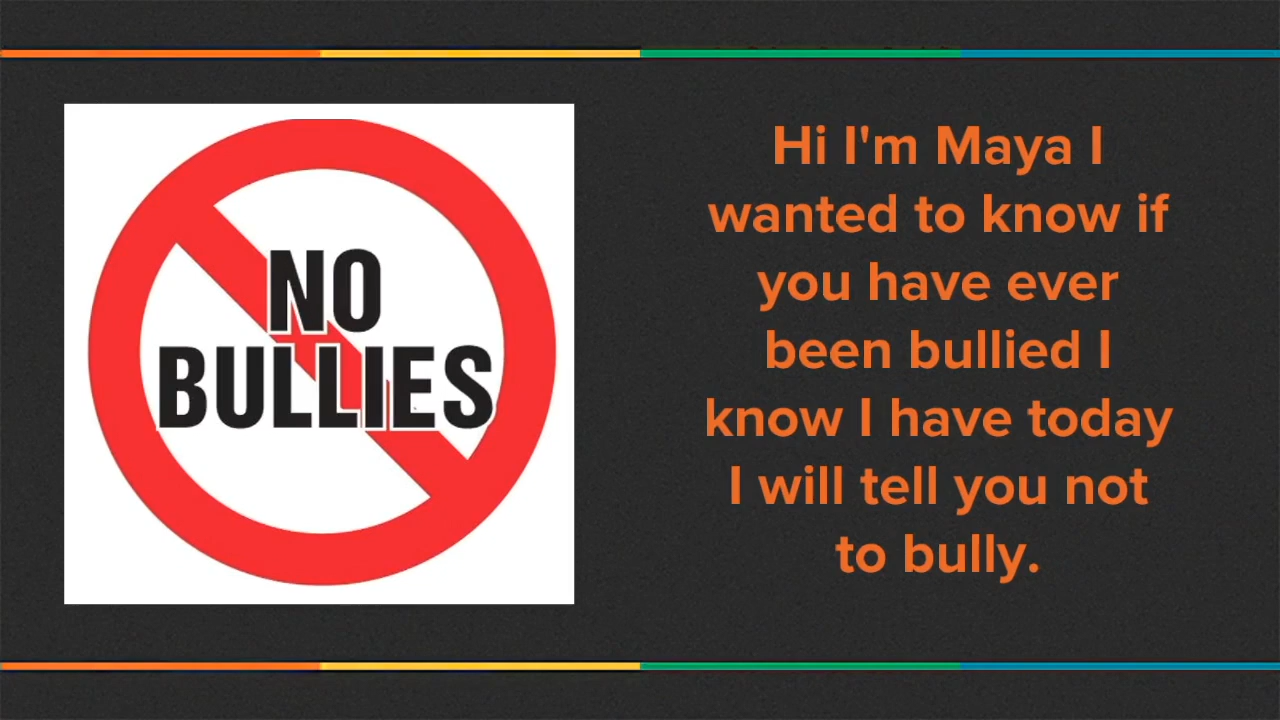 NO
BULLIES
Hi I'm Maya I
wanted to know if
you have ever
been bullied I
know I have today
I will tell you not
to bully.